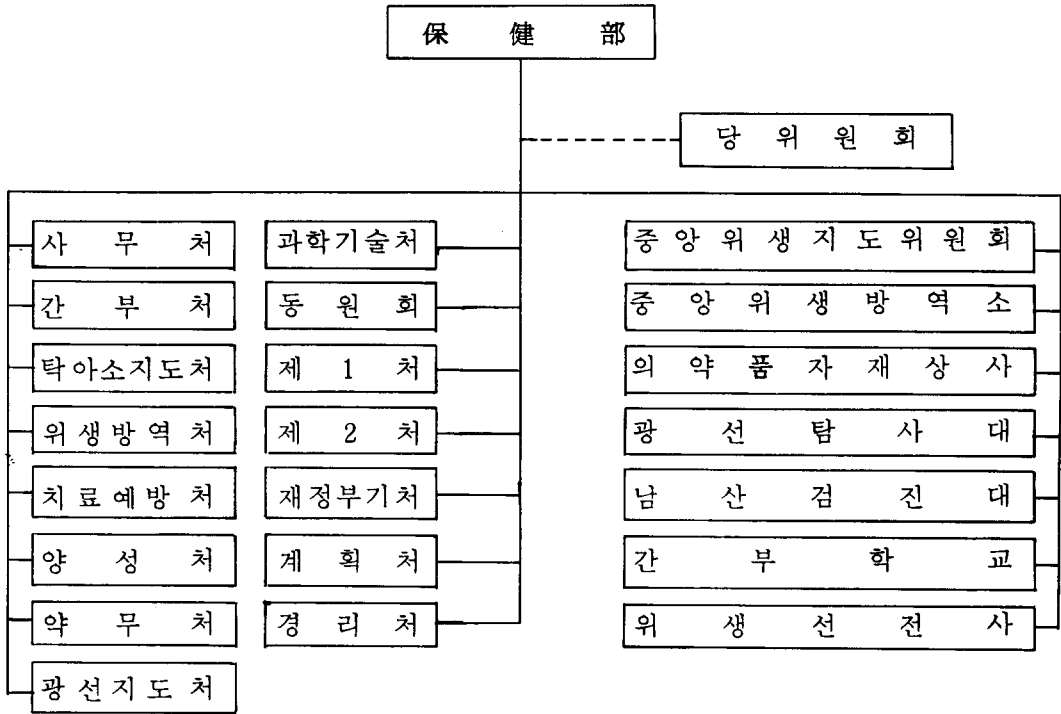 保健部
당위원회
사무처
간부처
탁아소지도처
위생방역처
치료예방처
양성처
약무처
광선지도처
과학기술처
동원회
제1처
제2처
재정부기처
계획처
경리처
중앙위생지도위원회
중앙위생방역소
의약품자재상사
광선탐사대
남산검진대
간부학교
위생선전사